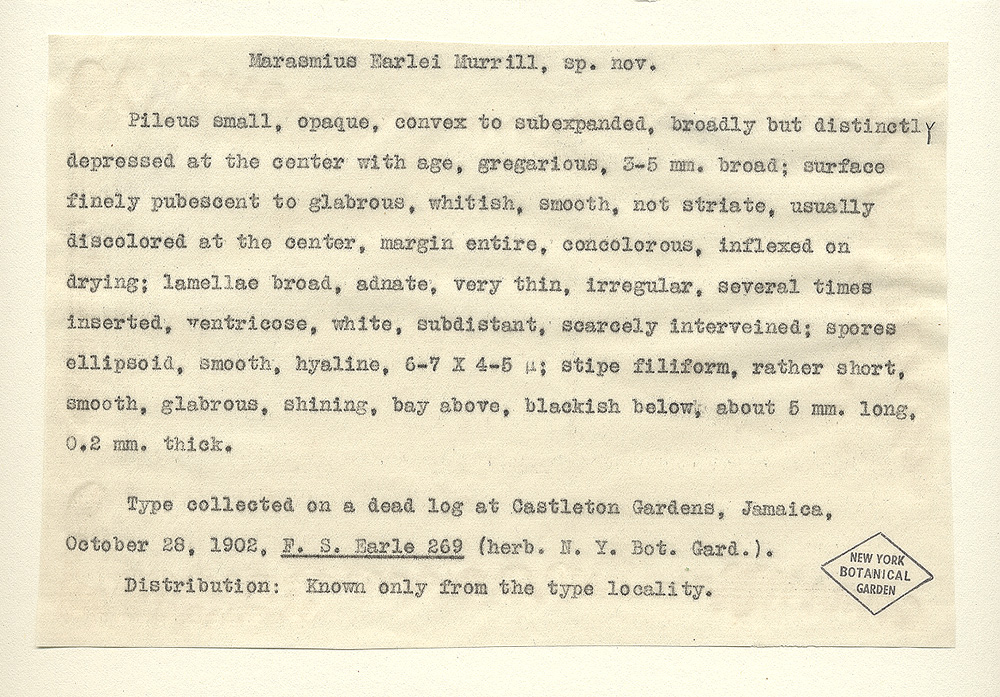 Marasmius Earlei Murrill, sp. nov.
Pileus small, opaque, convex to subexpanded, broadly but distinctly
depressed at the center with age, gregarious, 3-5 mm. broad; surface
finely pubescent to glabrous, whitish, smooth, not striate, usually
discolored at the center, margin entire, concolorous, inflexed on
drying; lamellae broad, adnate, very thin, irregular, several times
inserted, ventricose, white, subdistant, scarcely interveined; spores
ellipsoid, smooth, hyaline, 6-7 X 4-5 µ; stipe filiform, rather short,
smooth, glabrous, shining, bay above, blackish below, about 5 mm. long,
0.2 mm. thick.
Type collected on a dead log at Castleton Gardens, Jamaica,
October 28, 1902, F. S. Earle 269 (herb. N. Y. Bot. Gard.).
Distribution: Known only from the type locality.
NEW YORK
BOTANICAL
GARDEN